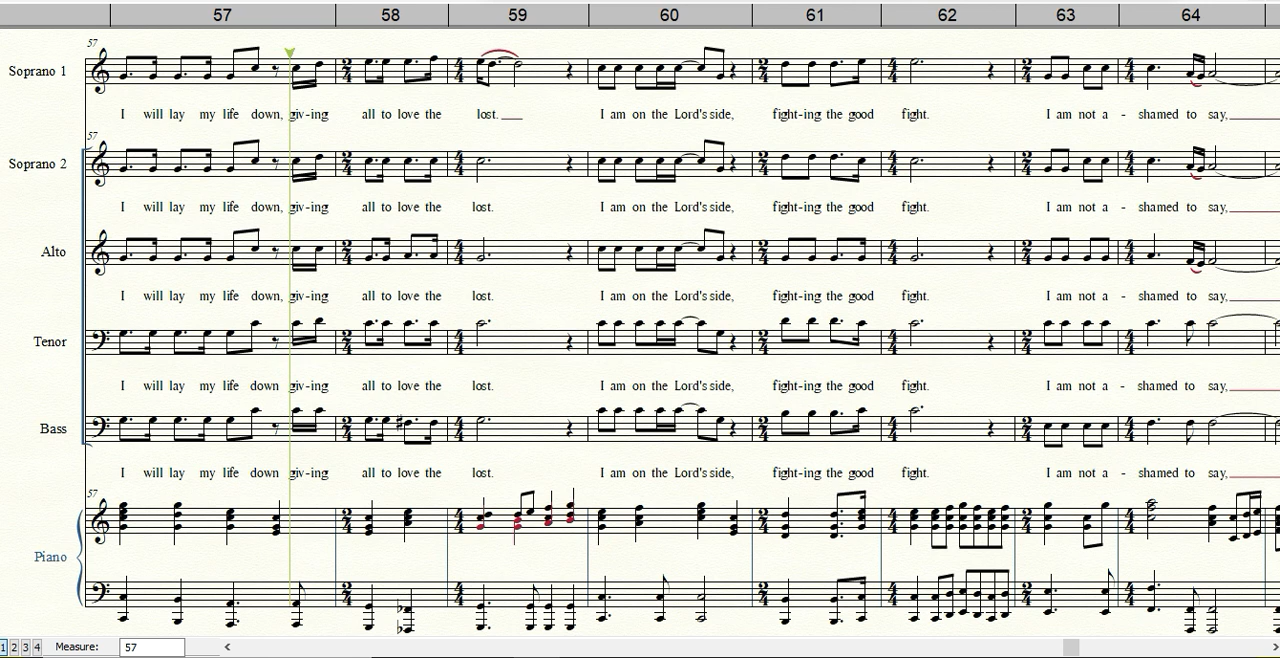 57 58 59 60 61 62 63 64
57
Soprano 1
I will lay my life down, giv-ing all to love the lost. I am on the Lord's side, fight-ing the good fight. I am not a - shamed to say,
57
Soprano 2
I will lay my life down, giv-ing all to love the lost. I am on the Lord's side, fight-ing the good fight. I am not a - shamed to say,
Alto
I will lay my life down, giv-ing all to love the lost. I am on the Lord's side, fight-ing the good fight. I am not a - shamed to say,
Tenor
I will lay my life down giv-ing all to love the lost. I am on the Lord's side, fight-ing the good fight. I am not a - shamed to say,
Bass
I will lay my life down giv-ing all to love the lost. I am on the Lord's side, fight-ing the good fight. I am not a - shamed to say,
57
Piano
1 2 3 4 Measure: 57